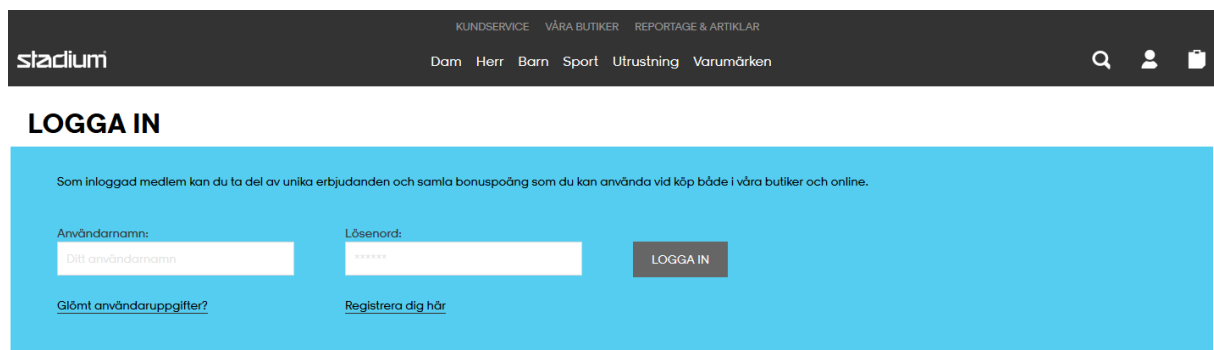 KUNDSERVICE VÅRA BUTIKER REPORTAGE & ARTIKLAR
stadium Dam Herr Barn Sport Utrustning Varumärken
LOGGA IN
Som inloggad medlem kan du ta del av unika erbjudanden och samla bonuspoäng som du kan använda vid köp både i våra butiker och online.
Användarnamn: Lösenord:
Ditt användarnamn ****** LOGGA IN
Glömt användaruppgifter? Registrera dig här